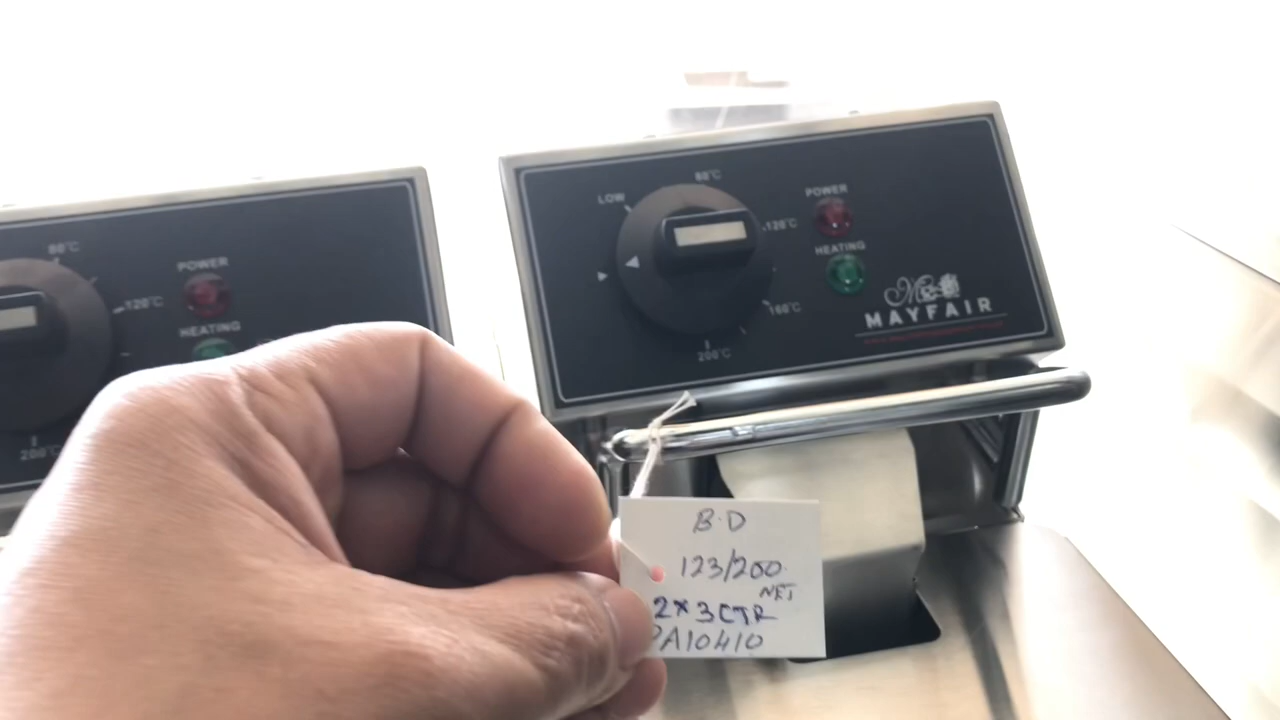 80°C
120°C
200°C
POWER
HEATING
LOW
80°C
120°C
160°C
200°C
POWER
HEATING
MAYFAIR
B.D
123/200.
NET
2x3CTR
PA10410